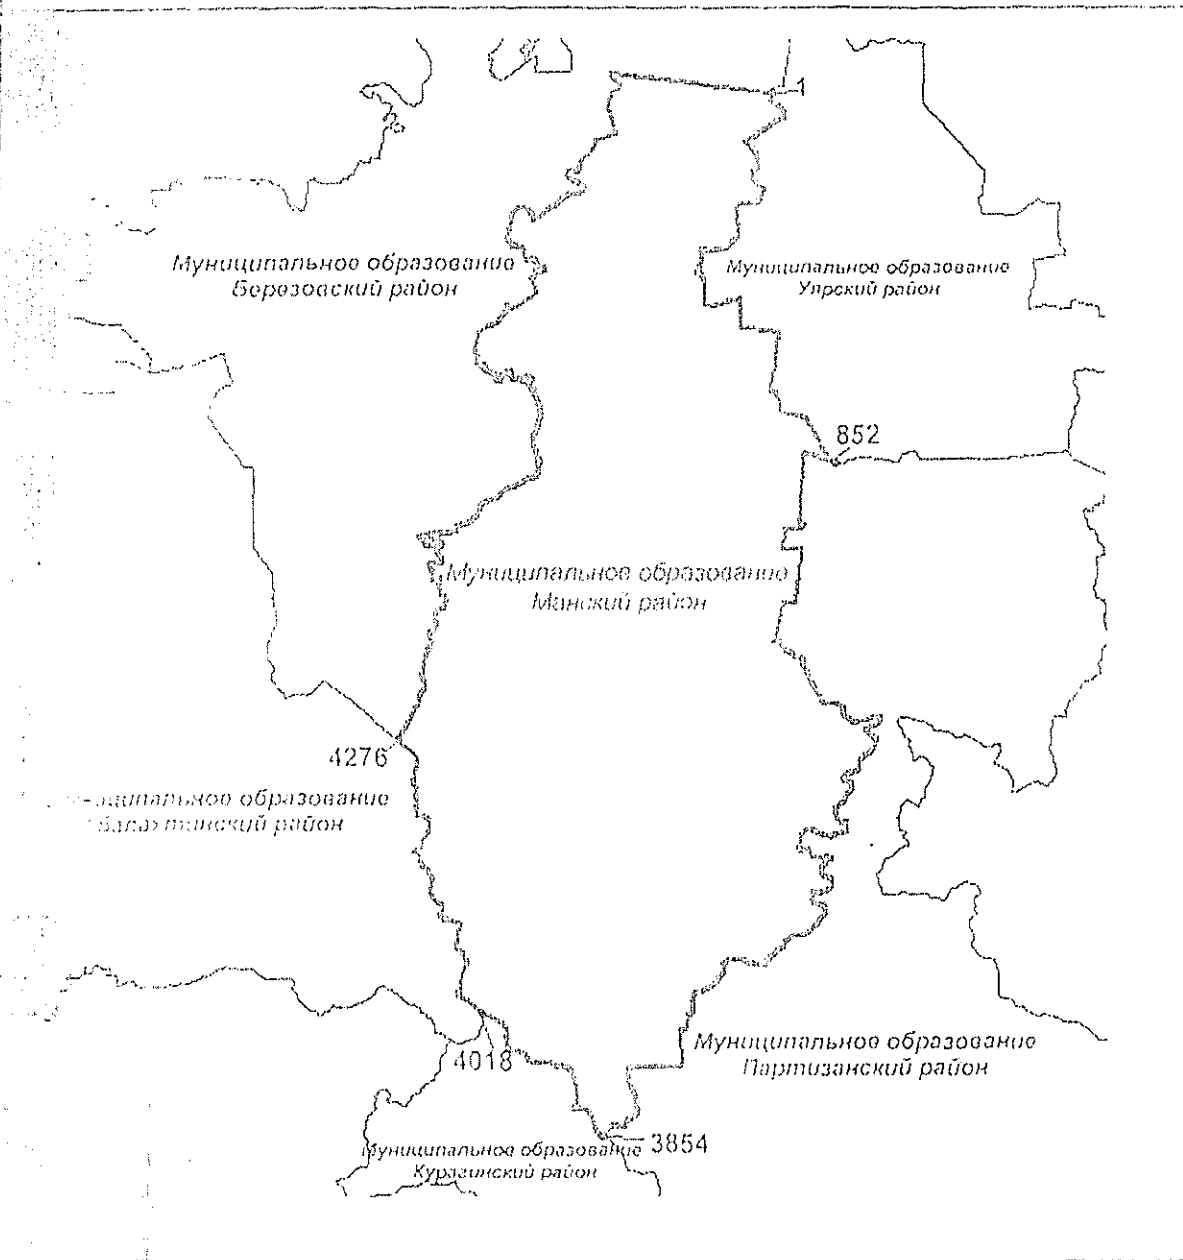 1
Муниципальное образование
Березовский район
Муниципальное образование
Уярский район
852
Муниципальное образование
Манский район
4276
образование
район
Муниципальное образование
Партизанский район
4018
3854
Муниципальное образование
Курагинский район